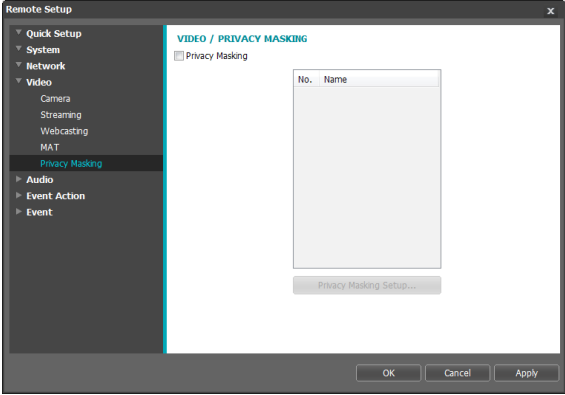 Remote Setup
x
Quick Setup
System
Network
Video
Camera
Streaming
Webcasting
MAT
Privacy Masking
Audio
Event Action
Event
VIDEO / PRIVACY MASKING
Privacy Masking
No. Name
Privacy Masking Setup...
OK Cancel Apply